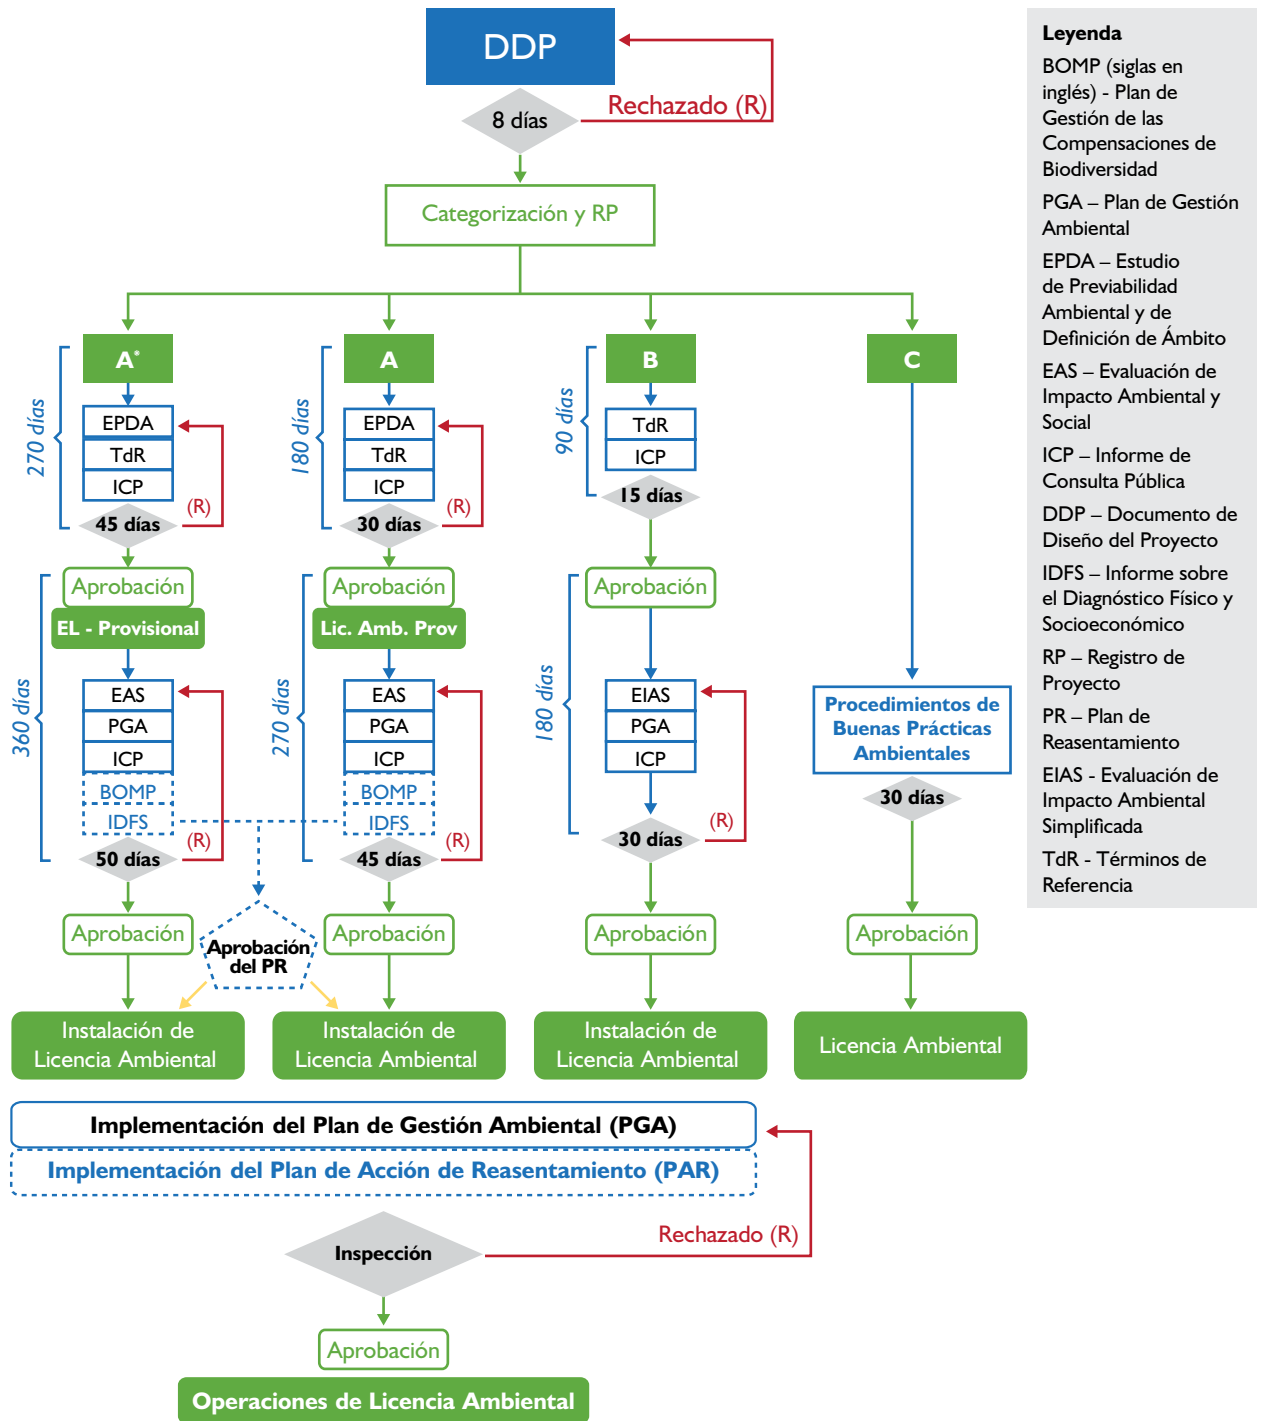 DDP
Rechazado (R)
8 días
Categorización y RP
A*
A
B
C
270 días
EPDA
TdR
ICP
(R)
45 días
180 días
EPDA
TdR
ICP
(R)
30 días
90 días
TdR
ICP
15 días
Aprobación
EL - Provisional
Aprobación
Lic. Amb. Prov
Aprobación
360 días
EAS
PGA
ICP
BOMP
IDFS
(R)
50 días
270 días
EAS
PGA
ICP
BOMP
IDFS
(R)
45 días
180 días
EIAS
PGA
ICP
(R)
30 días
Procedimientos de
Buenas Prácticas
Ambientales
30 días
Aprobación
Aprobación
del PR
Aprobación
Aprobación
Aprobación
Instalación de
Licencia Ambiental
Instalación de
Licencia Ambiental
Instalación de
Licencia Ambiental
Licencia Ambiental
Implementación del Plan de Gestión Ambiental (PGA)
Implementación del Plan de Acción de Reasentamiento (PAR)
Rechazado (R)
Inspección
Aprobación
Operaciones de Licencia Ambiental
Leyenda
BOMP (siglas en
inglés) - Plan de
Gestión de las
Compensaciones de
Biodiversidad
PGA – Plan de Gestión
Ambiental
EPDA – Estudio
de Previabilidad
Ambiental y de
Definición de Ámbito
EAS – Evaluación de
Impacto Ambiental y
Social
ICP – Informe de
Consulta Pública
DDP – Documento de
Diseño del Proyecto
IDFS – Informe sobre
el Diagnóstico Físico y
Socioeconómico
RP – Registro de
Proyecto
PR – Plan de
Reasentamiento
EIAS - Evaluación de
Impacto Ambiental
Simplificada
TdR - Términos de
Referencia